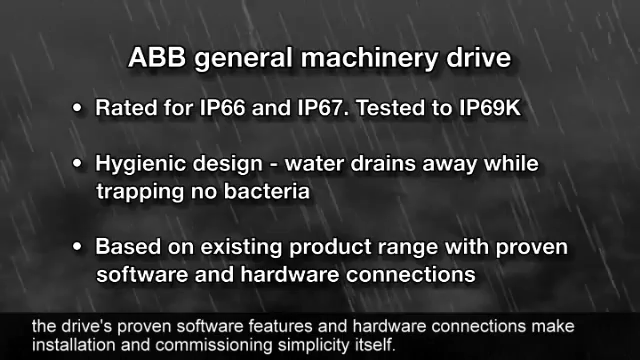 ABB general machinery drive
• Rated for IP66 and IP67. Tested to IP69K
• Hygienic design - water drains away while
trapping no bacteria
• Based on existing product range with proven
software and hardware connections
the drive's proven software features and hardware connections make
installation and commissioning simplicity itself.